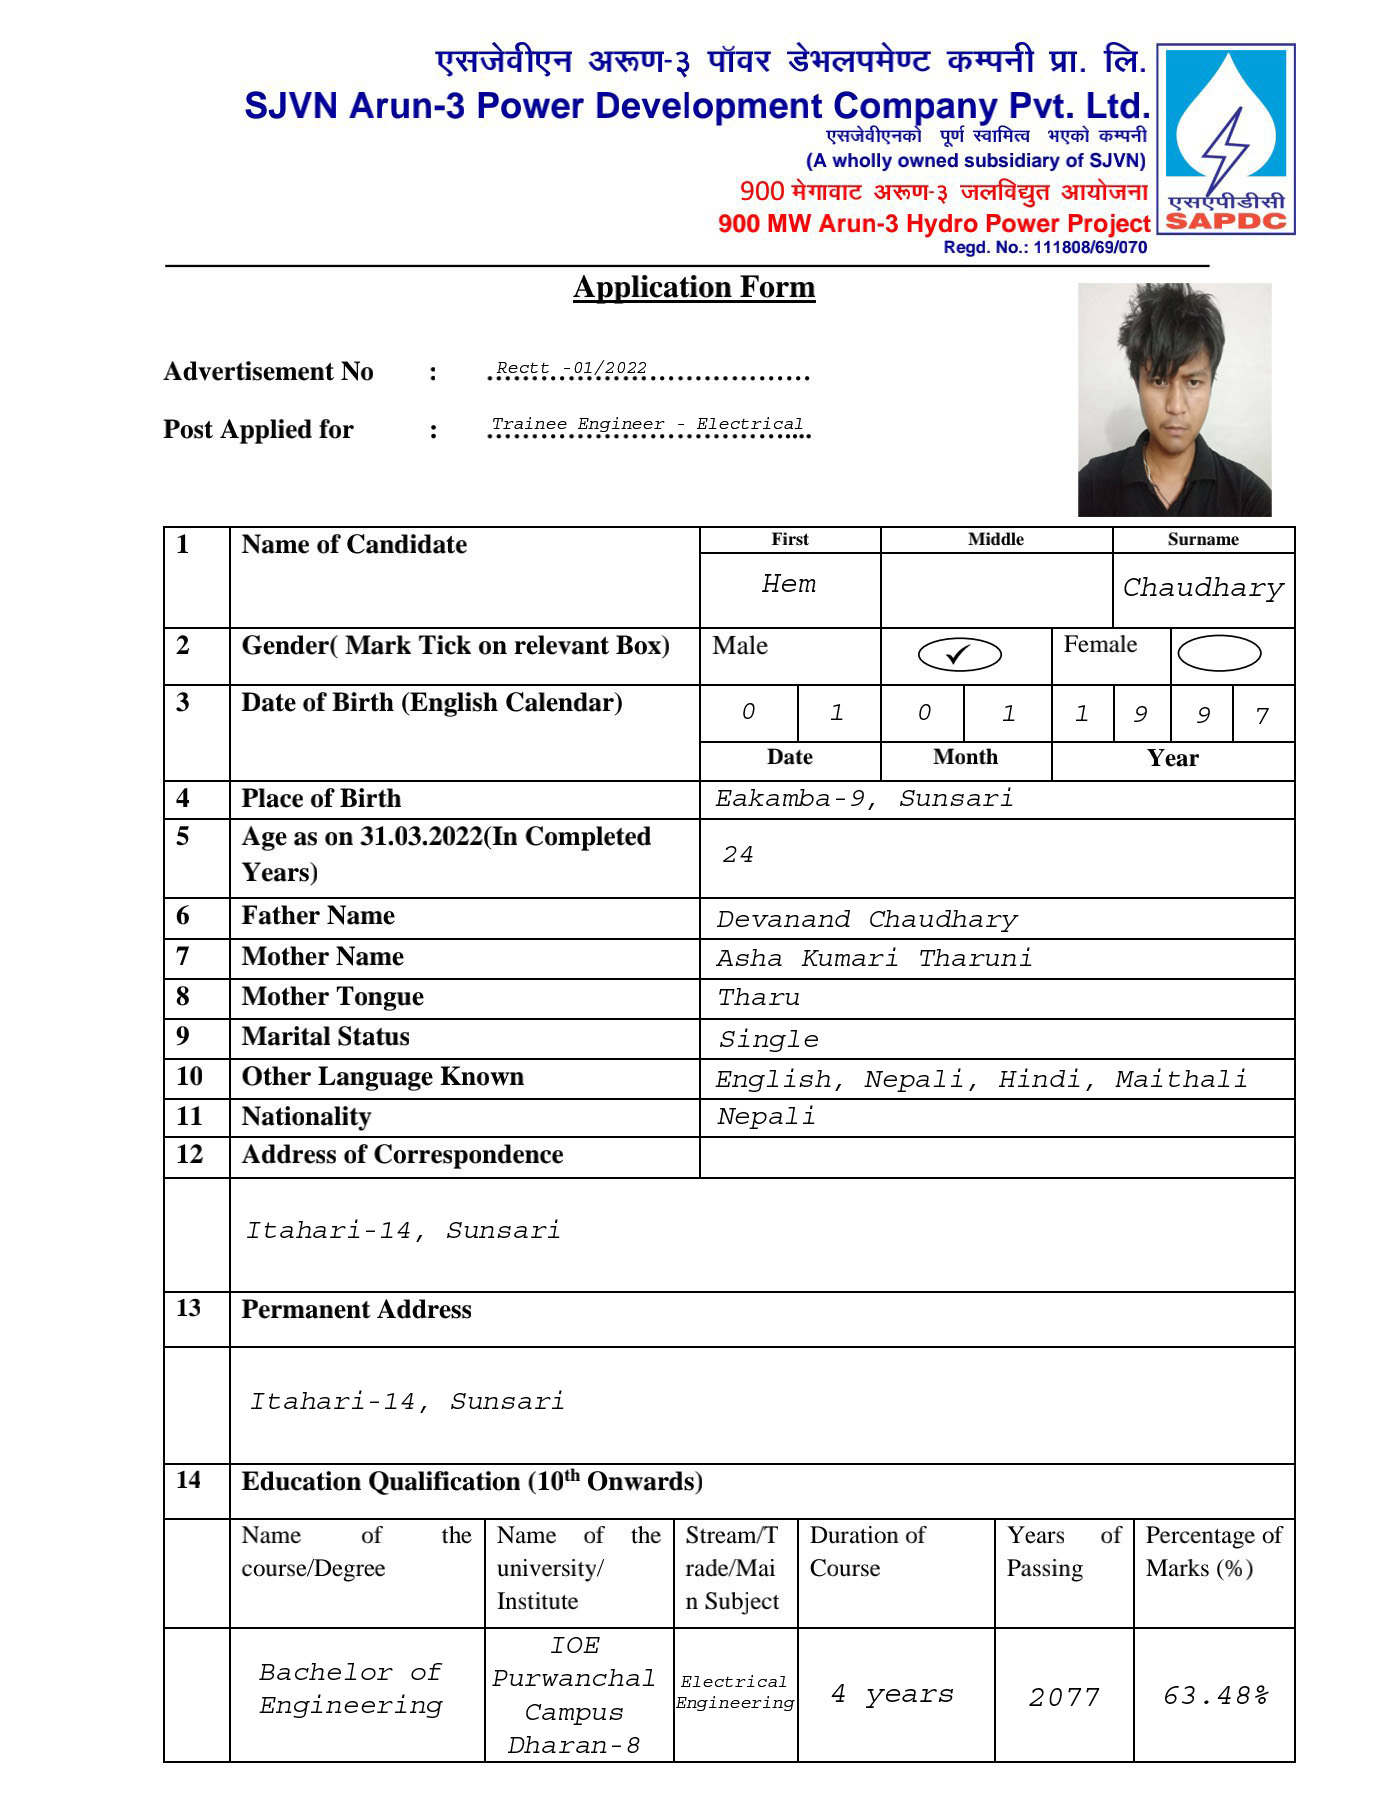 एसजेवीएन अरूण-३ पॉवर डेभलपमेण्ट कम्पनी प्रा. लि.
SJVN Arun-3 Power Development Company Pvt. Ltd.
एसजेवीएनको पूर्ण स्वामित्व भएको कम्पनी
(A wholly owned subsidiary of SJVN)
900 मेगावाट अरूण-३ जलविद्युत आयोजना
900 MW Arun-3 Hydro Power Project
Regd. No.: 111808/69/070
एसएपीडीसी
SAPDC
Application Form
Advertisement No : Rectt -01/2022
Post Applied for : Trainee Engineer - Electrical
1 Name of Candidate First Middle Surname
Hem Chaudhary
2 Gender( Mark Tick on relevant Box) Male ✓ Female
3 Date of Birth (English Calendar) 0 1 0 1 1 9 9 7
Date Month Year
4 Place of Birth Eakamba-9, Sunsari
5 Age as on 31.03.2022(In Completed
Years) 24
6 Father Name Devanand Chaudhary
7 Mother Name Asha Kumari Tharuni
8 Mother Tongue Tharu
9 Marital Status Single
10 Other Language Known English, Nepali, Hindi, Maithali
11 Nationality Nepali
12 Address of Correspondence
Itahari-14, Sunsari
13 Permanent Address
Itahari-14, Sunsari
14 Education Qualification (10th Onwards)
Name of the Name of the Stream/T Duration of Years of Percentage of
course/Degree university/ rade/Mai Course Passing Marks (%)
Institute n Subject
IOE
Bachelor of Purwanchal Electrical 4 years 2077 63.48%
Engineering Campus Engineering
Dharan-8